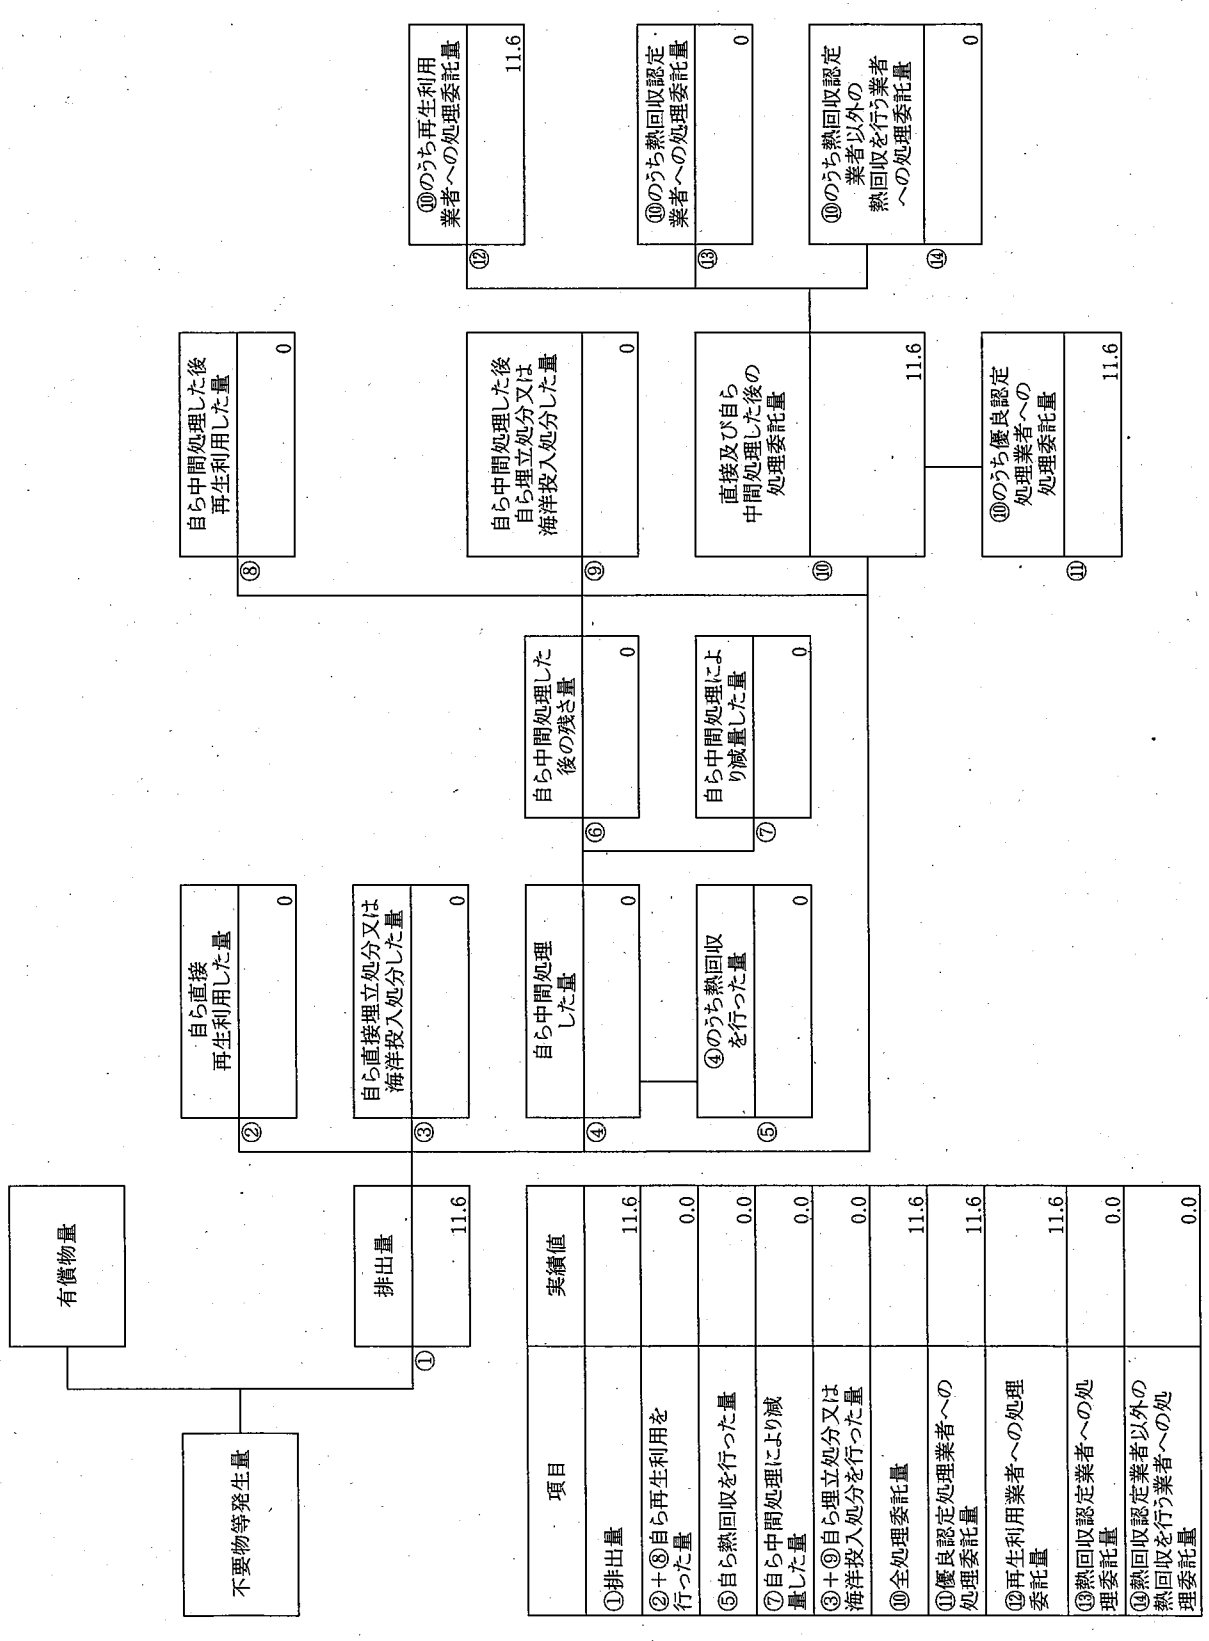 不要物等発生量
有償物量
①
排出量
11.6
②
自ら直接
再生利用した量
0
③
自ら直接埋立処分又は
海洋投入処分した量
0
④
自ら中間処理
した量
0
⑤
④のうち熱回収
を行った量
0
⑥
自ら中間処理した
後の残さ量
0
⑦
自ら中間処理によ
り減量した量
0
⑧
自ら中間処理した後
再生利用した量
0
⑨
自ら中間処理した後
自ら埋立処分又は
海洋投入処分した量
0
⑩
直接及び自ら
中間処理した後の
処理委託量
11.6
⑪
⑩のうち優良認定
処理業者への
処理委託量
11.6
⑫
⑩のうち再生利用
業者への処理委託量
11.6
⑬
⑩のうち熱回収認定
業者への処理委託量
0
⑭
⑩のうち熱回収認定
業者以外の
熱回収を行う業者
への処理委託量
0
項目
実績値
①排出量
11.6
②+⑧自ら再生利用を
行った量
0.0
⑤自ら熱回収を行った量
0.0
⑦自ら中間処理により減
量した量
0.0
③+⑨自ら埋立処分又は
海洋投入処分を行った量
0.0
⑩全処理委託量
11.6
⑪優良認定処理業者への
処理委託量
11.6
⑫再生利用業者への処理
委託量
11.6
⑬熱回収認定業者への処
理委託量
0.0
⑭熱回収認定業者以外の
熱回収を行う業者への処
理委託量
0.0